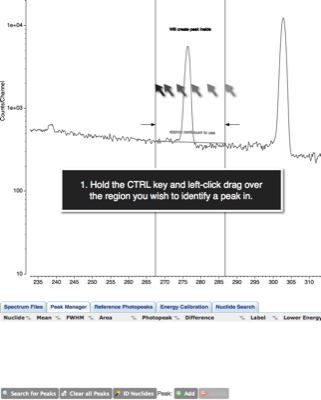 1e+04
Will create peak inside
Counts/Channel
1e+03
1. Hold the CTRL key and left-click drag over
the region you wish to identify a peak in.
100
10
235 240 245 250 255 260 265 270 275 280 285 290 295 300 305 310
Spectrum Files Peak Manager Reference Photopeaks Energy Calibration Nuclide Search
Nuclide Mean FWHM Area Photopeak Difference Label Lower Energy
Search for Peaks Clear all Peaks ID Nuclides Peak: Add